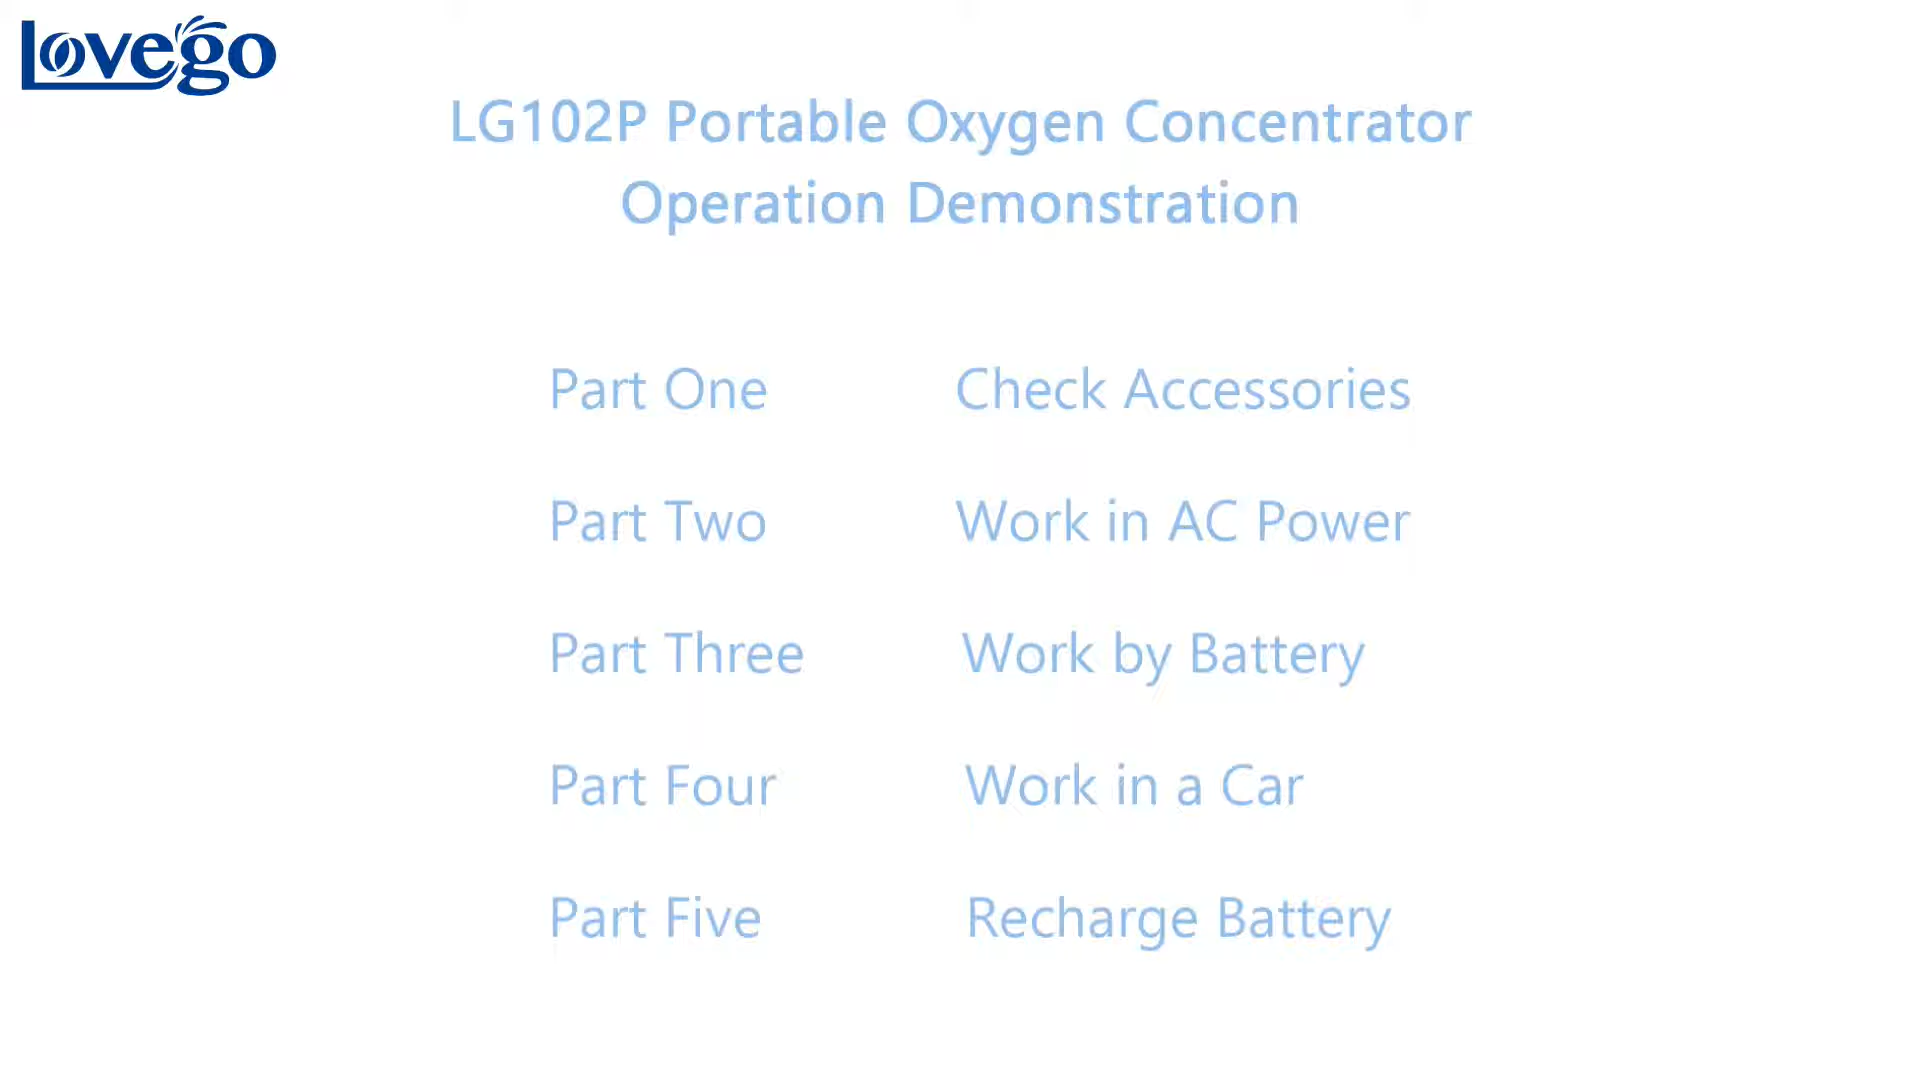 Lovego
LG102P Portable Oxygen Concentrator
Operation Demonstration
Part One Check Accessories
Part Two Work in AC Power
Part Three Work by Battery
Part Four Work in a Car
Part Five Recharge Battery